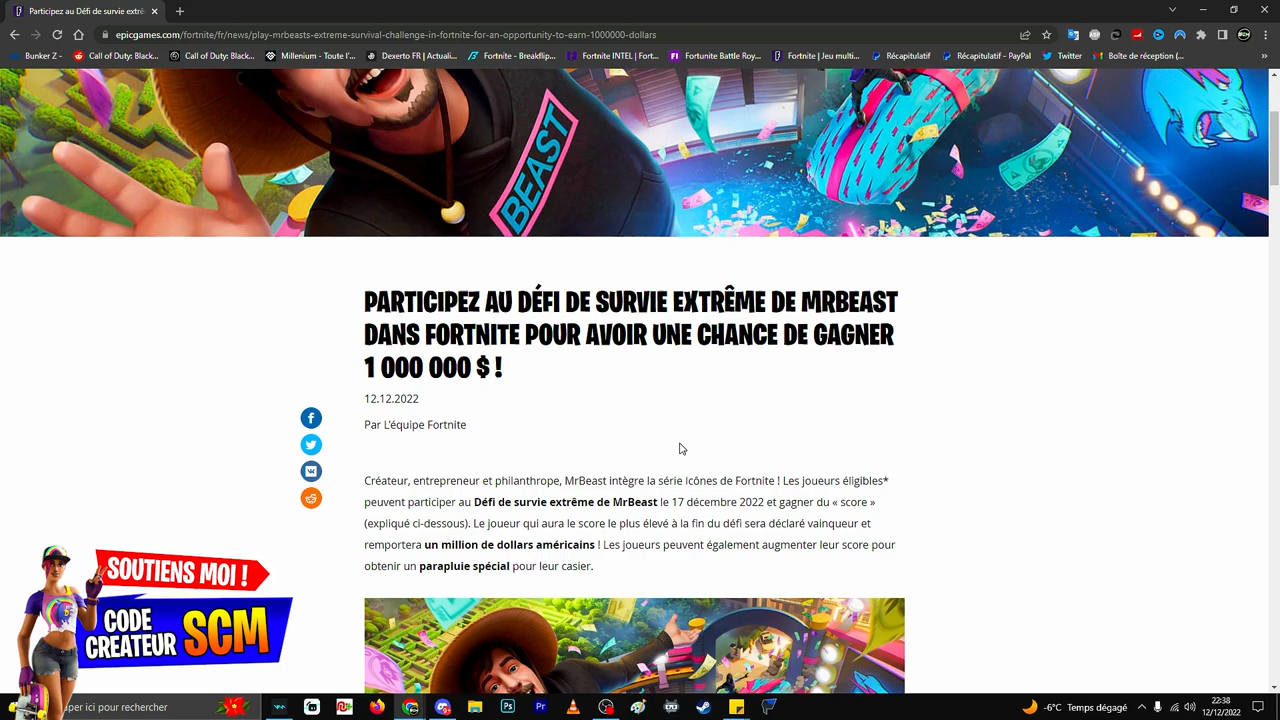 Participez au Défi de survie extrê
epicgames.com/fortnite/fr/news/play-mrbeasts-extreme-survival-challenge-in-fortnite-for-an-opportunity-to-earn-1000000-dollars
Bunker Z - Call of Duty: Black... Call of Duty: Black... Millenium - Toute l'... Dexerto FR | Actuali... Fortnite - Breakflip... Fortnite INTEL | Fort... Fortunite Battle Roy... Fortnite | Jeu multi... Récapitulatif Récapitulatif - PayPal Twitter Boîte de réception (... »
BEAST
PARTICIPEZ AU DÉFI DE SURVIE EXTRÊME DE MRBEAST
DANS FORTNITE POUR AVOIR UNE CHANCE DE GAGNER
1 000 000 $ !
12.12.2022
Par L'équipe Fortnite
Créateur, entrepreneur et philanthrope, MrBeast intègre la série Icônes de Fortnite ! Les joueurs éligibles*
peuvent participer au Défi de survie extrême de MrBeast le 17 décembre 2022 et gagner du « score »
(expliqué ci-dessous). Le joueur qui aura le score le plus élevé à la fin du défi sera déclaré vainqueur et
remportera un million de dollars américains ! Les joueurs peuvent également augmenter leur score pour
obtenir un parapluie spécial pour leur casier.
SOUTIENS MOI !
CODE
CRÉATEUR SCM
aper ici pour rechercher
-6°C Temps dégagé
22:38
12/12/2022